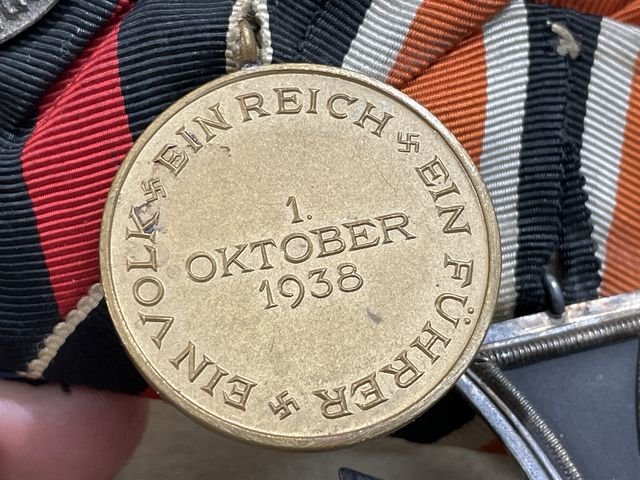 EIN VOLK EIN REICH EIN FÜHRER
1.
OKTOBER
1938